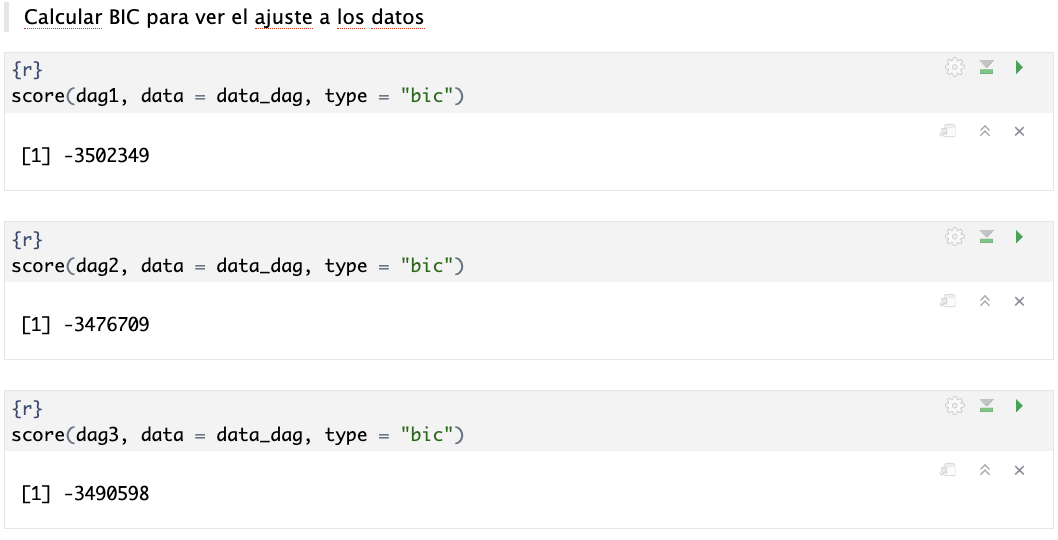 Calcular BIC para ver el ajuste a los datos
{r}
score(dag1, data = data_dag, type = "bic")
[1] -3502349
{r}
score(dag2, data = data_dag, type = "bic")
[1] -3476709
{r}
score(dag3, data = data_dag, type = "bic")
[1] -3490598